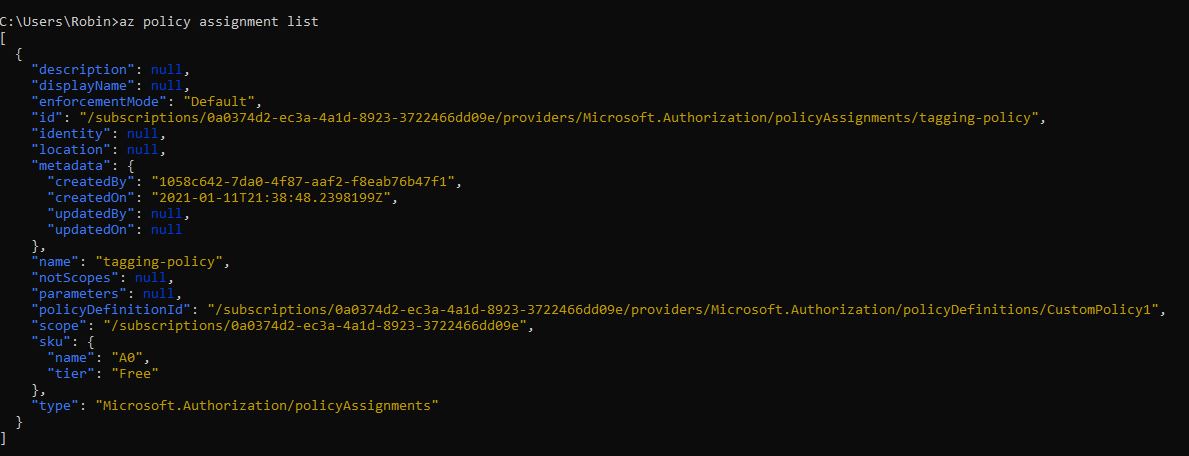 C:\Users\Robin>az policy assignment list
[
  {
    "description": null,
    "displayName": null,
    "enforcementMode": "Default",
    "id": "/subscriptions/0a0374d2-ec3a-4a1d-8923-3722466dd09e/providers/Microsoft.Authorization/policyAssignments/tagging-policy",
    "identity": null,
    "location": null,
    "metadata": {
      "createdBy": "1058c642-7da0-4f87-aaf2-f8eab76b47f1",
      "createdOn": "2021-01-11T21:38:48.2398199Z",
      "updatedBy": null,
      "updatedOn": null
    },
    "name": "tagging-policy",
    "notScopes": null,
    "parameters": null,
    "policyDefinitionId": "/subscriptions/0a0374d2-ec3a-4a1d-8923-3722466dd09e/providers/Microsoft.Authorization/policyDefinitions/CustomPolicy1",
    "scope": "/subscriptions/0a0374d2-ec3a-4a1d-8923-3722466dd09e",
    "sku": {
      "name": "A0",
      "tier": "Free"
    },
    "type": "Microsoft.Authorization/policyAssignments"
  }
]